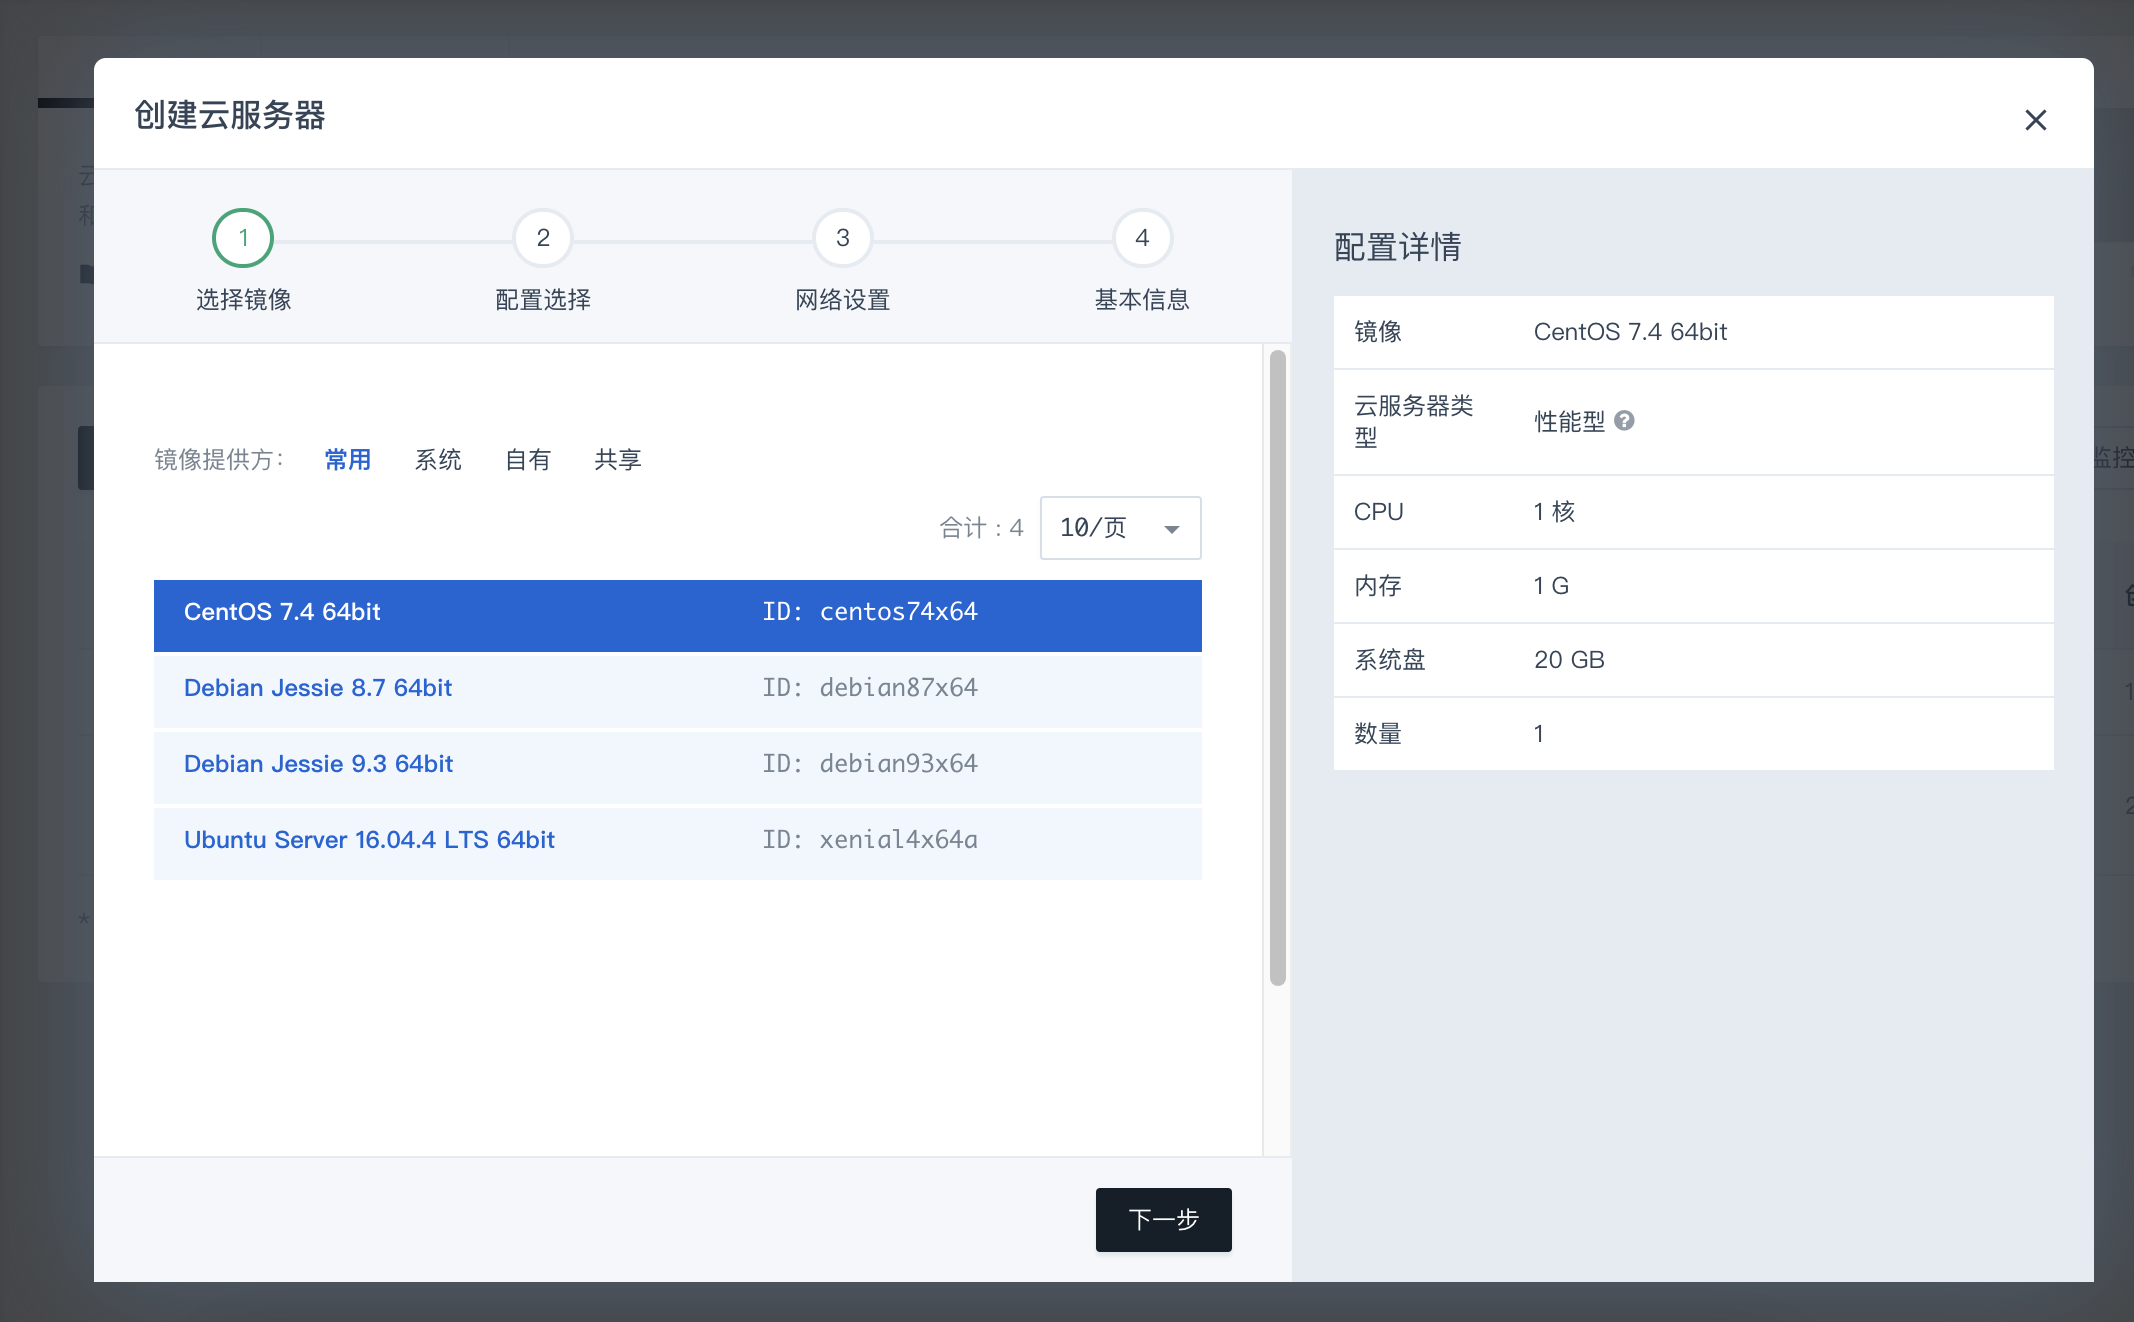 创建云服务器
1
2
3
4
选择镜像
配置选择
网络设置
基本信息
镜像提供方：
常用
系统
自有
共享
合计：4
10/页
CentOS 7.4 64bit
ID: centos74x64
Debian Jessie 8.7 64bit
ID: debian87x64
Debian Jessie 9.3 64bit
ID: debian93x64
Ubuntu Server 16.04.4 LTS 64bit
ID: xenial4x64a
下一步
配置详情
镜像
CentOS 7.4 64bit
云服务器类
型
性能型
CPU
1 核
内存
1 G
系统盘
20 GB
数量
1
监控